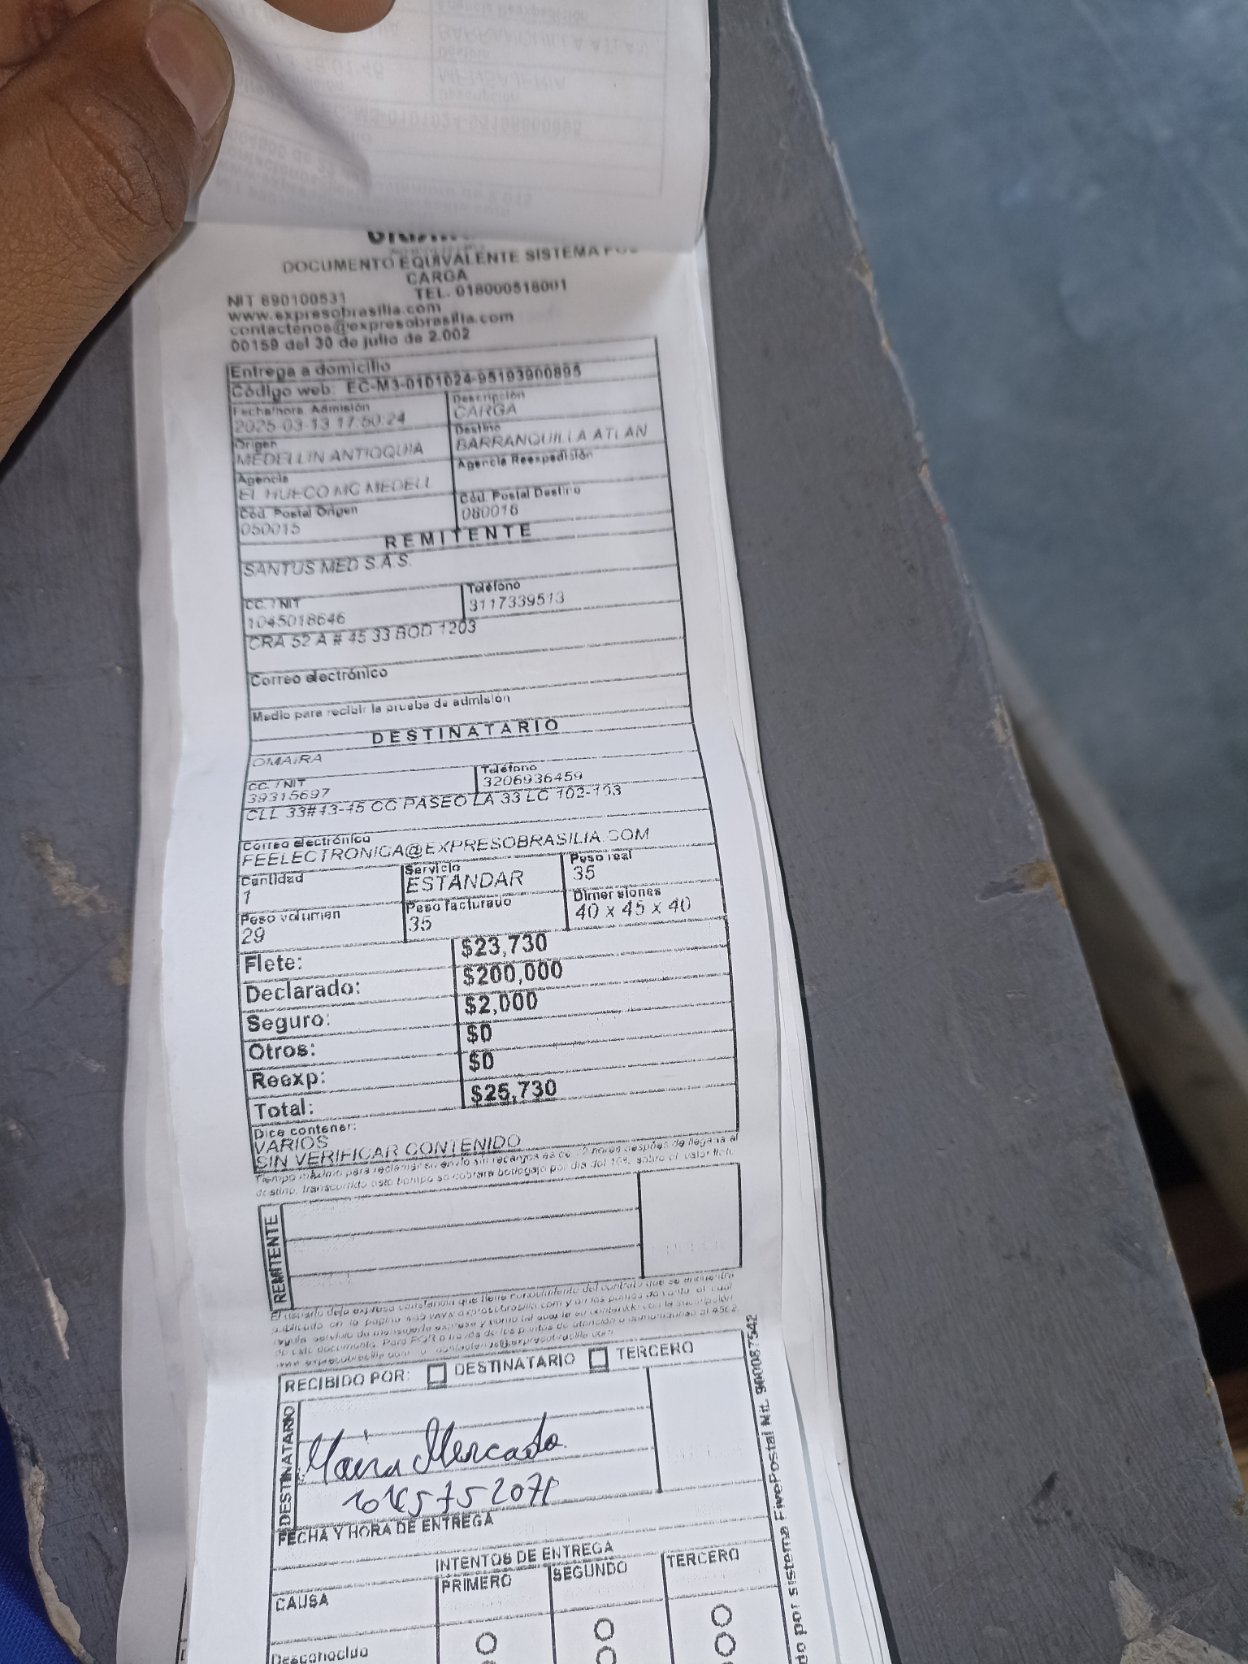 DOCUMENTO EQUIVALENTE SISTEMA POS
CARGA
NIT 890100531 TEL. 018000518001
www.expresobrasilia.com
contactenos@expresobrasilia.com
00159 del 30 de julio de 2.002
Entrega a domicilio
Código web: EC-M3-0101024-95193900895
Fecha/hora Admisión Descripción
2025-03-13 17:50:24 CARGA
Origen Destino
MEDELLIN ANTIOQUIA BARRANQUILLA ATLAN
Agencia Agencia Reexpedición
EL HUECO MC MEDELL
Cód. Postal Origen Cód. Postal Destino
050015 080016
REMITENTE
SANTUS MED S.A.S.
CC. / NIT Teléfono
1045018646 3117339513
CRA 52 A # 45 33 BOD 1203
Correo electrónico
Medio para recibir la prueba de admisión
DESTINATARIO
OMAIRA
CC. / NIT Teléfono
39315697 3206936459
CLL 33#43-45 CC PASEO LA 33 LC 102-103
Correo electrónico
FEELECTRONICA@EXPRESOBRASILIA.COM
Cantidad Servicio Peso real
1 ESTANDAR 35
Peso volumen Peso facturado Dimensiones
29 35 40 x 45 x 40
Flete: $23,730
Declarado: $200,000
Seguro: $2,000
Otros: $0
Reexp: $0
Total: $25,730
Dice contener:
VARIOS
SIN VERIFICAR CONTENIDO
REMITENTE
RECIBIDO POR: DESTINATARIO TERCERO
DESTINATARIO
Maira Mercado
FECHA Y HORA DE ENTREGA
INTENTOS DE ENTREGA
CAUSA PRIMERO SEGUNDO TERCERO
Desconocido
do por sistema FivePostal Nit. 900087542